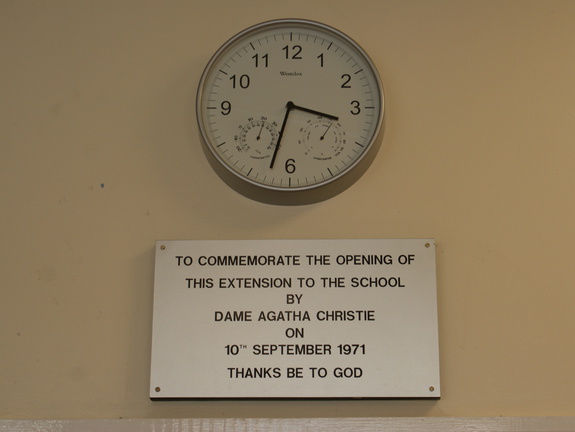 12
11 1
10 2
Westclox
9 3
6
TO COMMEMORATE THE OPENING OF
THIS EXTENSION TO THE SCHOOL
BY
DAME AGATHA CHRISTIE
ON
10TH SEPTEMBER 1971
THANKS BE TO GOD